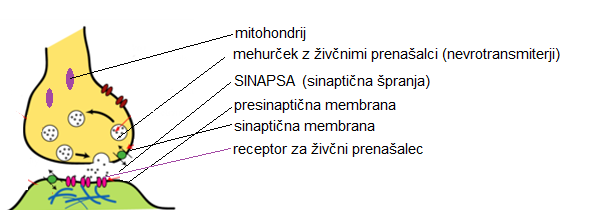 mitohondrij
mehurček z živčnimi prenašalci (nevrotransmiterji)
SINAPSA (sinaptična špranja)
presinaptična membrana
sinaptična membrana
receptor za živčni prenašalec